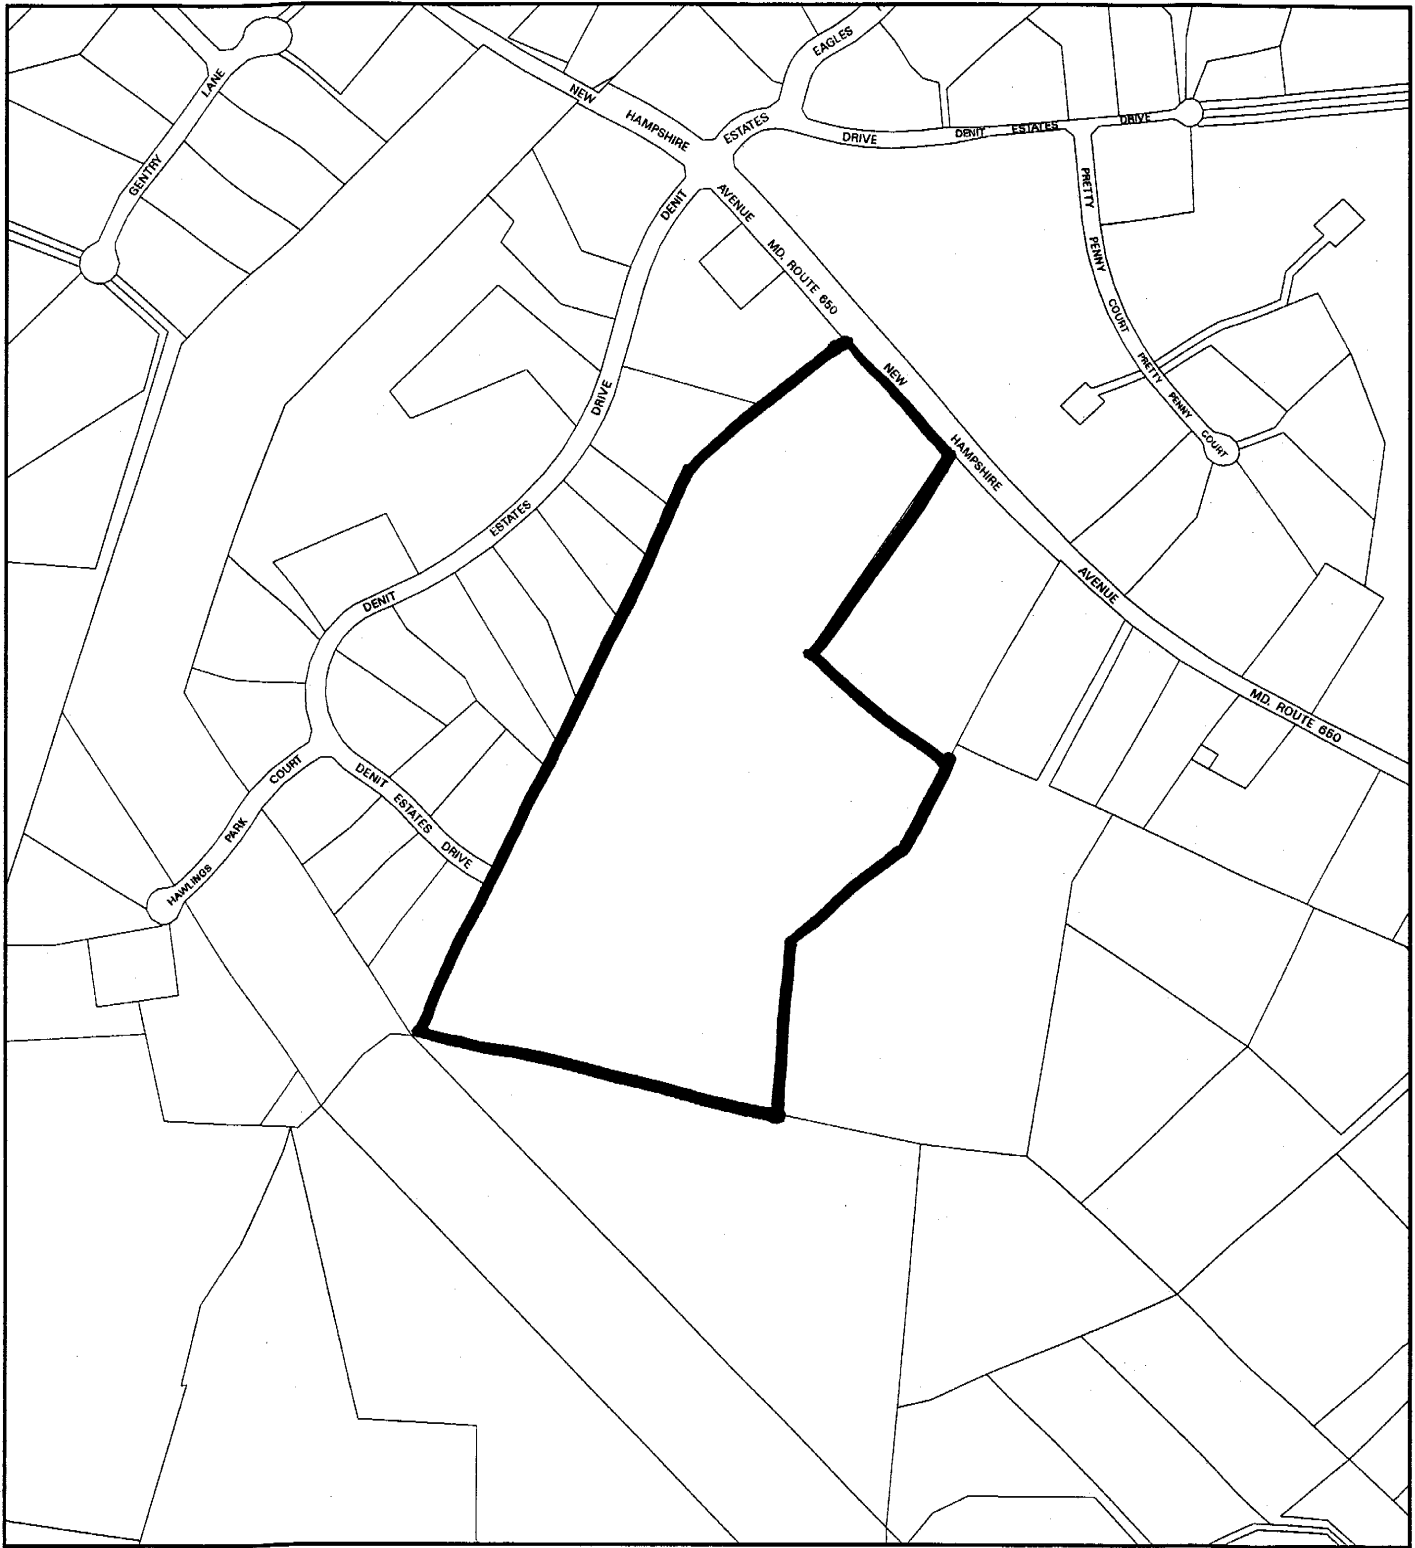 EAGLES
LANE
NEW
HAMPSHIRE
ESTATES
DRIVE
DENIT
ESTATES
DRIVE
GENTRY
PRETTY
PENNY
COURT
PRETTY
PENNY
COURT
DENIT
AVENUE
MD. ROUTE 650
NEW
HAMPSHIRE
AVENUE
MD. ROUTE 650
DRIVE
ESTATES
DENIT
COURT
PARK
HAWLINGS
DENIT
ESTATES
DRIVE